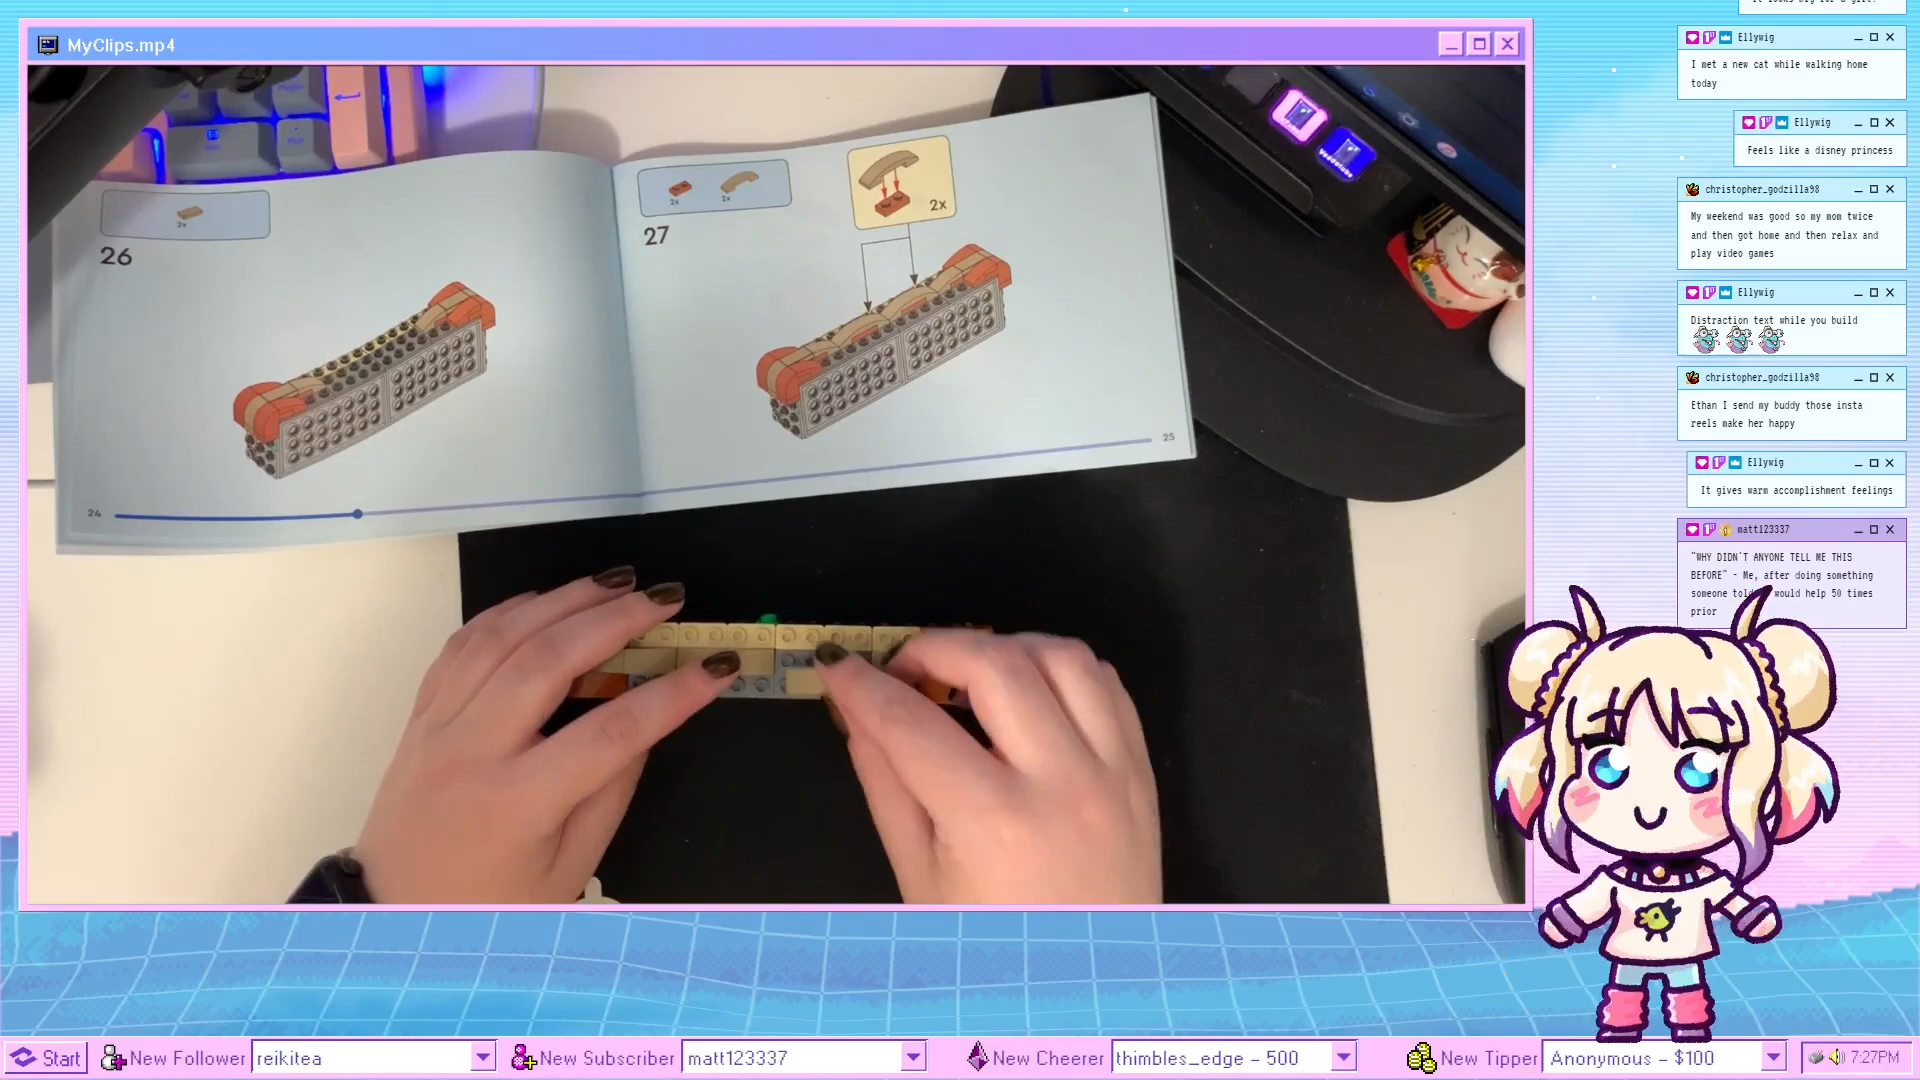 MyClips.mp4
26
2x
27
2x
2x
2x
24
25
Ellywig
I met a new cat while walking home
today
Ellywig
Feels like a disney princess
christopher_godzilla98
My weekend was good so my mom twice
and then got home and then relax and
play video games
Ellywig
Distraction text while you build
christopher_godzilla98
Ethan I send my buddy those insta
reels make her happy
Ellywig
It gives warm accomplishment feelings
matt123337
"WHY DIDN'T ANYONE TELL ME THIS
BEFORE" - Me, after doing something
someone told would help 50 times
prior
Start
New Follower
reikitea
New Subscriber
matt123337
New Cheerer
thimbles_edge - 500
New Tipper
Anonymous - $100
7:27PM